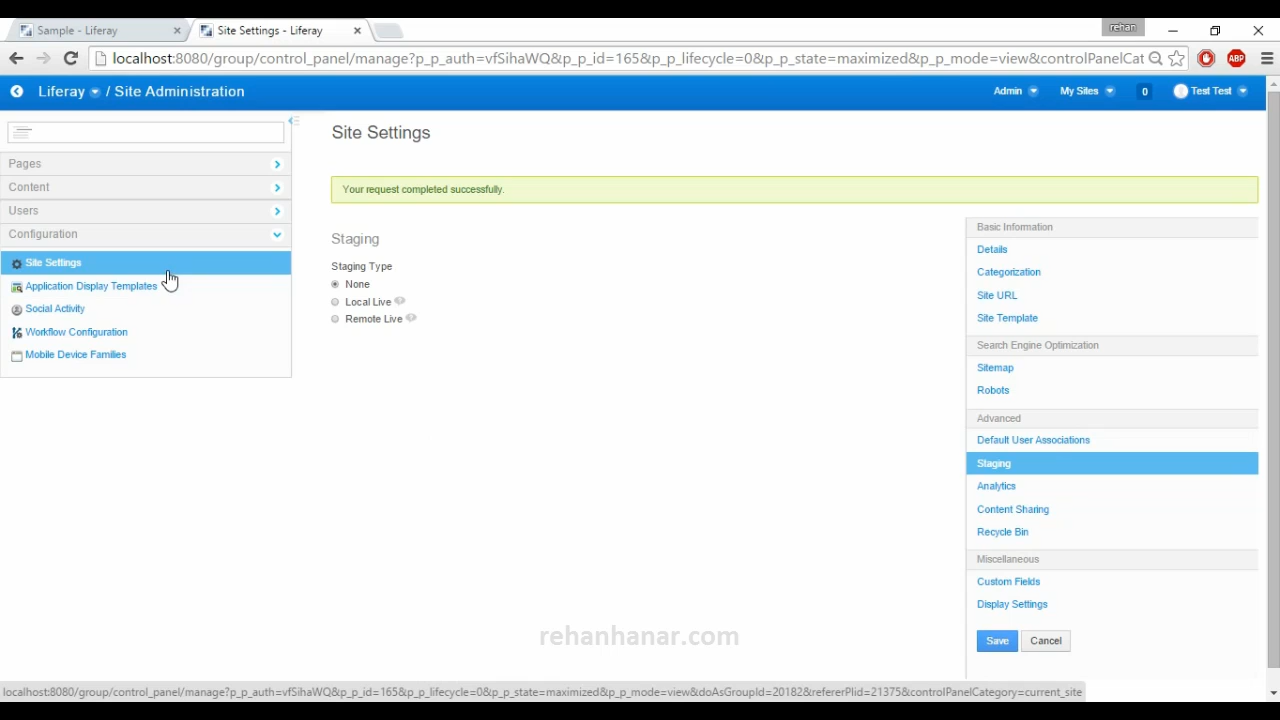 Sample - Liferay
Site Settings - Liferay
rehan
localhost:8080/group/control_panel/manage?p_p_auth=vfSihaWQ&p_p_id=165&p_p_lifecycle=0&p_p_state=maximized&p_p_mode=view&controlPanelCat
ABP
Liferay / Site Administration
Admin
My Sites
0
Test Test
Pages
Content
Users
Configuration
Site Settings
Application Display Templates
Social Activity
Workflow Configuration
Mobile Device Families
Site Settings
Your request completed successfully.
Staging
Staging Type
None
Local Live
Remote Live
Basic Information
Details
Categorization
Site URL
Site Template
Search Engine Optimization
Sitemap
Robots
Advanced
Default User Associations
Staging
Analytics
Content Sharing
Recycle Bin
Miscellaneous
Custom Fields
Display Settings
Save
Cancel
rehanhanar.com
localhost:8080/group/control_panel/manage?p_p_auth=vfSihaWQ&p_p_id=165&p_p_lifecycle=0&p_p_state=maximized&p_p_mode=view&doAsGroupId=20182&refererPlid=21375&controlPanelCategory=current_site